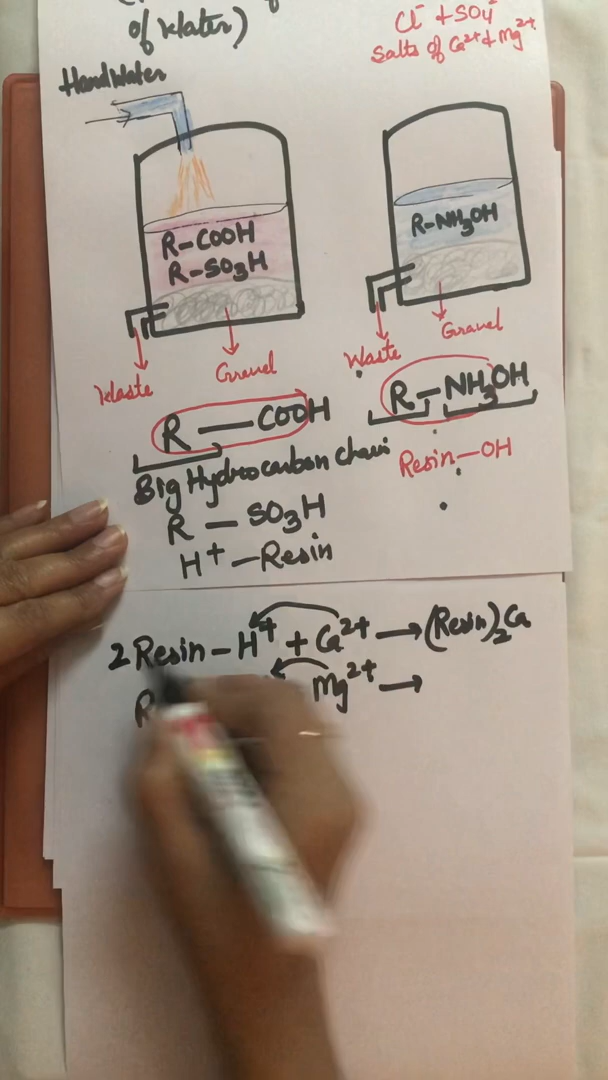 of Water)
Cl⁻ + SO₄²⁻
Salts of Ca²⁺ & Mg²⁺
Hard Water
R-COOH
R-SO₃H
R-NH₃OH
Waste
Gravel
Waste
Gravel
R — COOH
Big Hydrocarbon chain
R — SO₃H
H⁺ — Resin
R — NH₃OH
Resin — OH
2 Resin - H⁺ + Ca²⁺ → (Resin)₂Ca
R
Mg²⁺ →